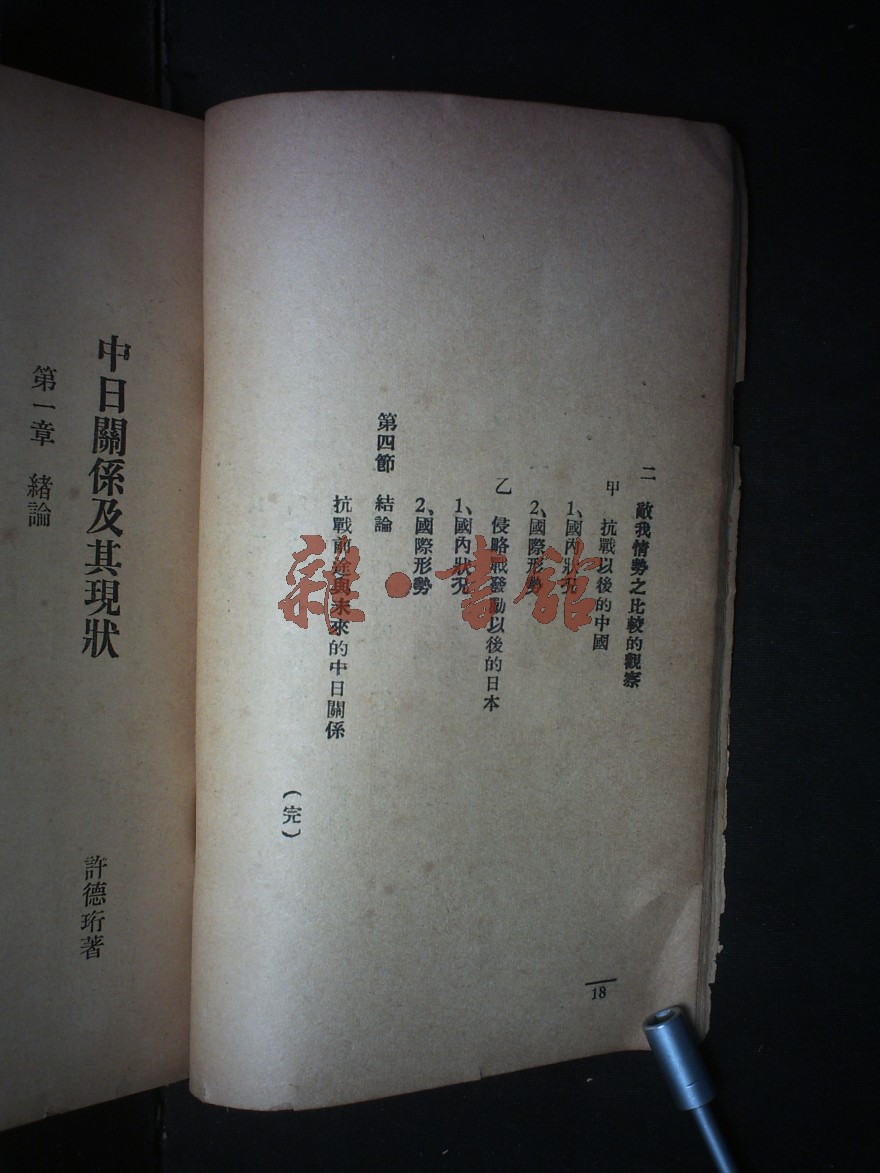 二　敵我情勢之比較的觀察
甲　抗戰以後的中國
1、國內狀況
2、國際形勢
乙　侵略戰發動以後的日本
1、國內狀況
2、國際形勢
第四節　結論
抗戰前途與未來的中日關係
(完)
18
中日關係及其現狀
許德珩著
第一章　緒論
雜·書館